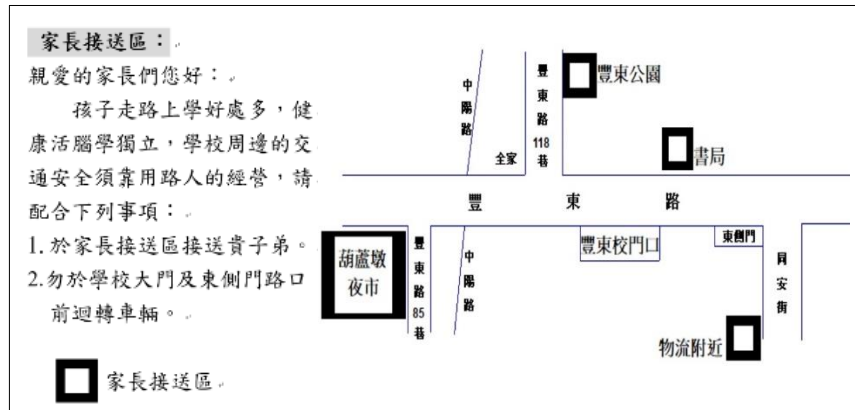 家長接送區：
親愛的家長們您好：
孩子走路上學好處多，健
康活腦學獨立，學校周邊的交
通安全須靠用路人的經營，請
配合下列事項：
1.於家長接送區接送貴子弟。
2.勿於學校大門及東側門路口
前迴轉車輛。
家長接送區
中陽路
豐東路118巷
豐東公園
全家
書局
豐東路
葫蘆墩
夜市
豐東路85巷
中陽路
豐東校門口
東側門
同安街
物流附近